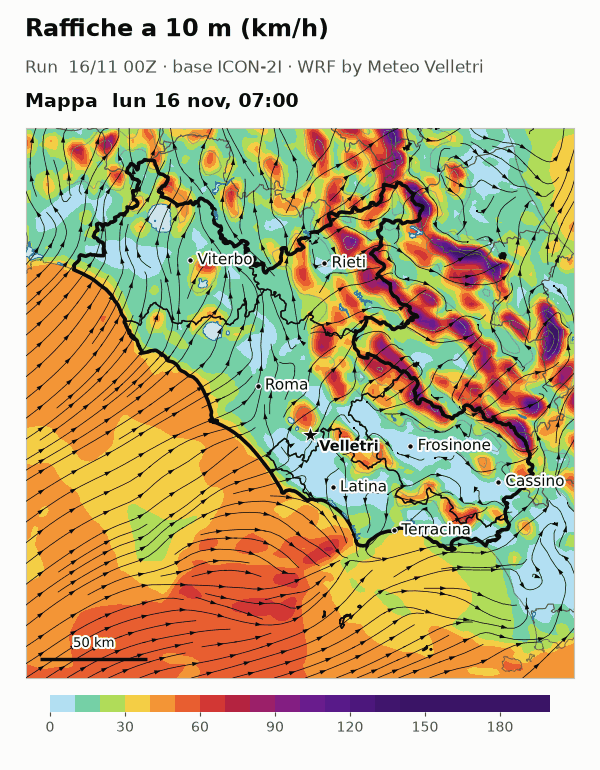 Raffiche a 10 m (km/h)
Run  16/11 00Z · base ICON-2I · WRF by Meteo Velletri
Mappa  lun 16 nov, 07:00
Viterbo
Rieti
Roma
Velletri
Frosinone
Cassino
Latina
Terracina
50 km
0 30 60 90 120 150 180